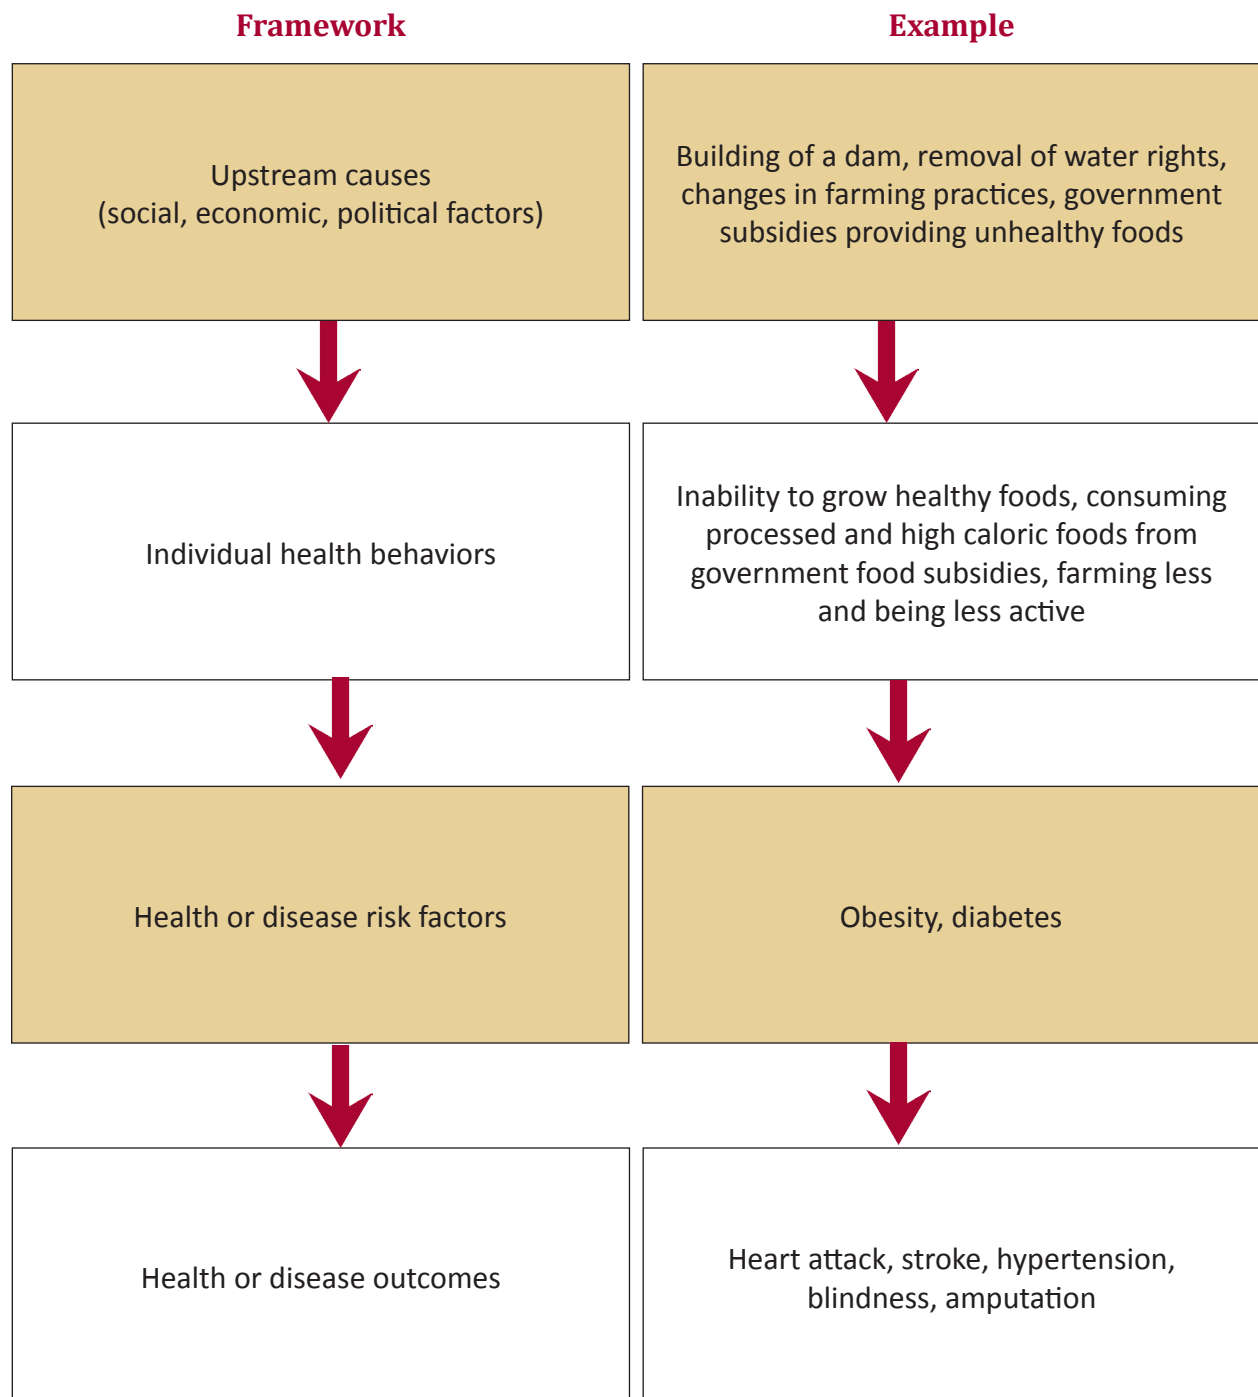 Framework
Example
Upstream causes
(social, economic, political factors)
Building of a dam, removal of water rights,
changes in farming practices, government
subsidies providing unhealthy foods
Individual health behaviors
Inability to grow healthy foods, consuming
processed and high caloric foods from
government food subsidies, farming less
and being less active
Health or disease risk factors
Obesity, diabetes
Health or disease outcomes
Heart attack, stroke, hypertension,
blindness, amputation